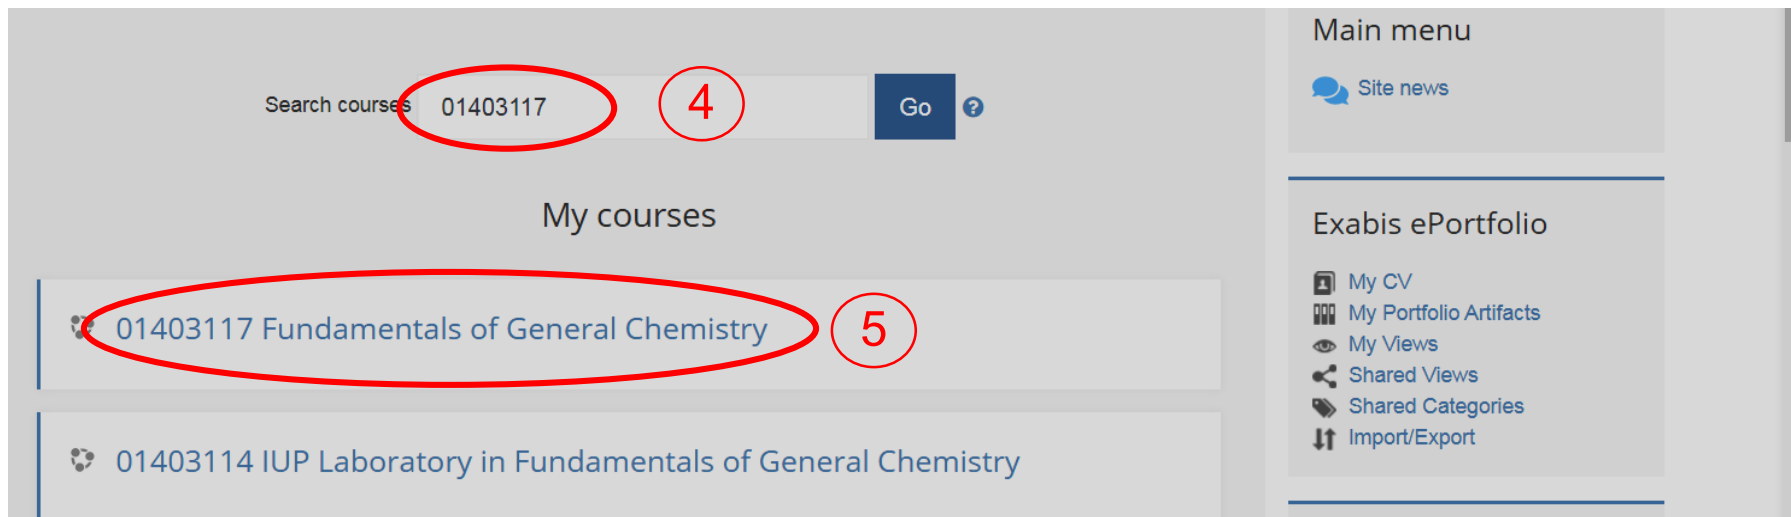 Search courses 01403117 4 Go
My courses
01403117 Fundamentals of General Chemistry 5
01403114 IUP Laboratory in Fundamentals of General Chemistry
Main menu
Site news
Exabis ePortfolio
My CV
My Portfolio Artifacts
My Views
Shared Views
Shared Categories
Import/Export